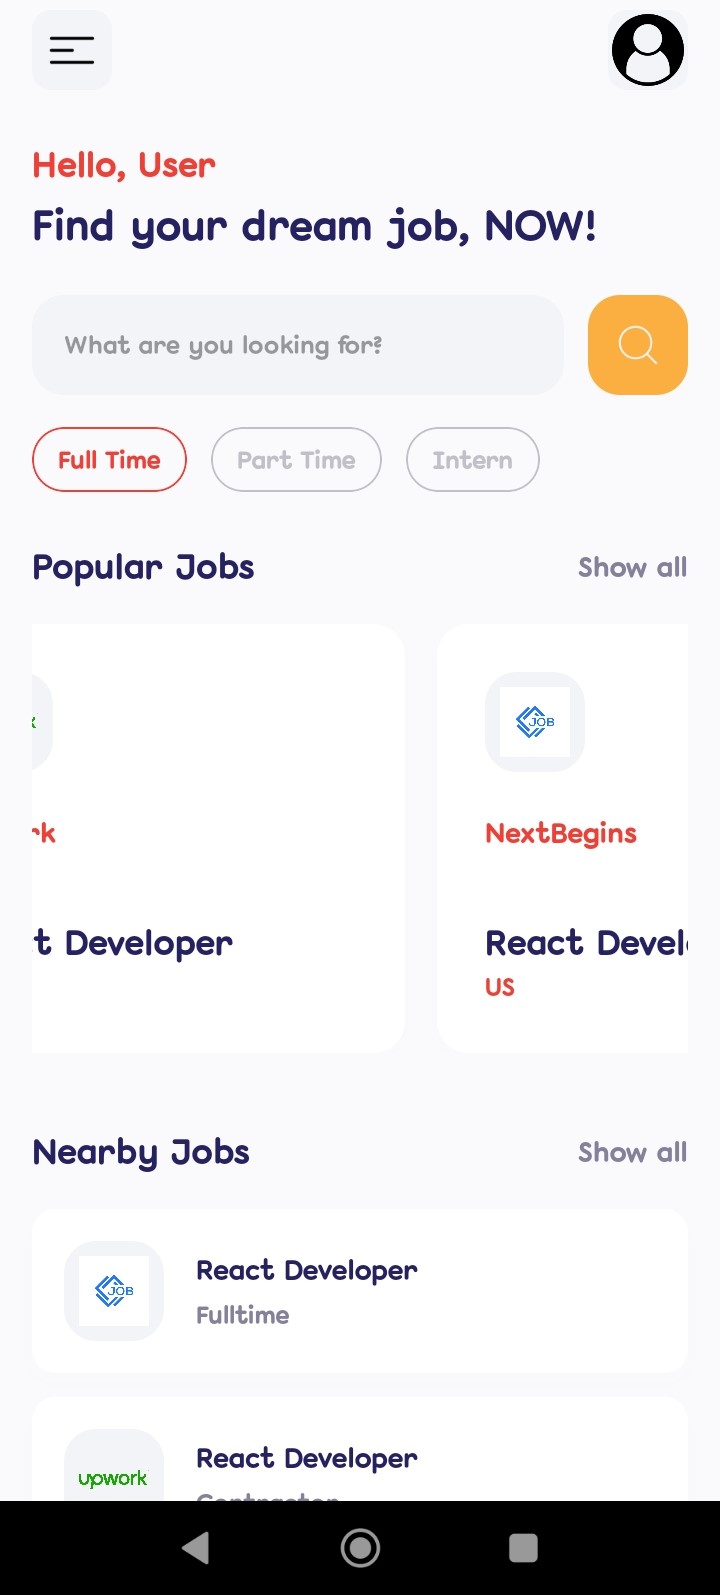 Hello, User
Find your dream job, NOW!
What are you looking for?
Full Time Part Time Intern
Popular Jobs Show all
JOB
rk NextBegins
t Developer React Devel
US
Nearby Jobs Show all
JOB
React Developer
Fulltime
upwork
React Developer